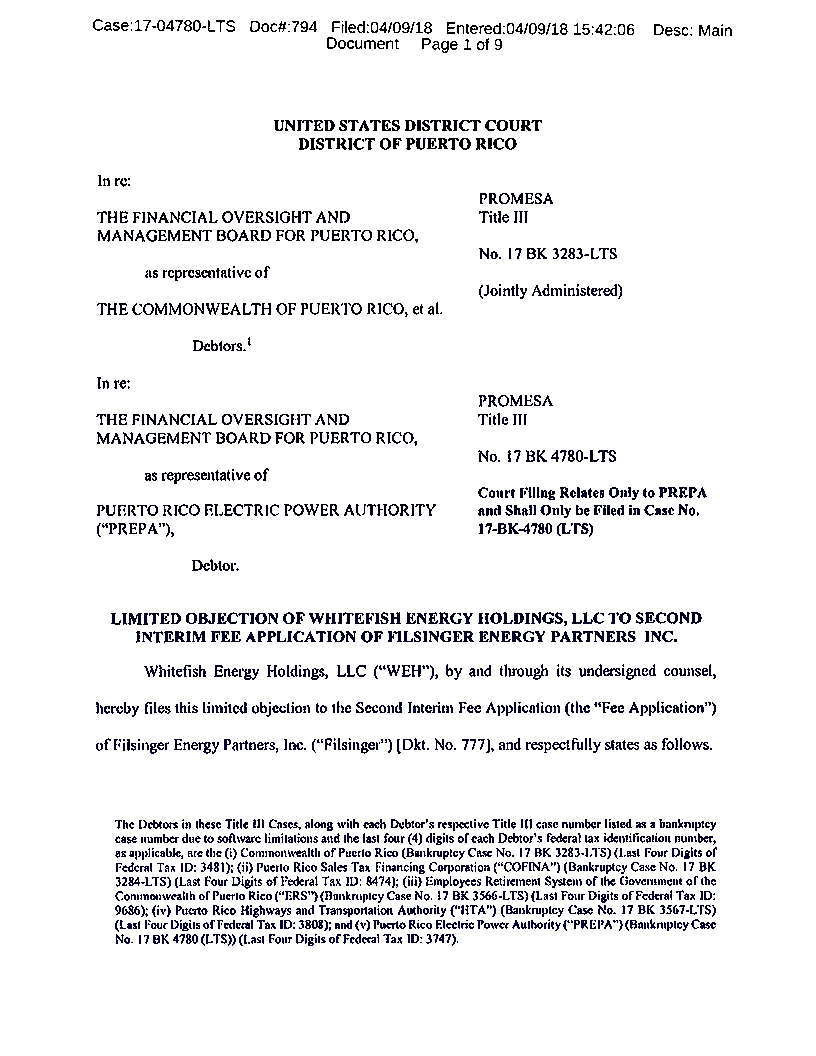 Case:17-04780-LTS Doc#:794 Filed:04/09/18 Entered:04/09/18 15:42:06 Desc: Main
Document Page 1 of 9
UNITED STATES DISTRICT COURT
DISTRICT OF PUERTO RICO
In re:
THE FINANCIAL OVERSIGHT AND
MANAGEMENT BOARD FOR PUERTO RICO,
as representative of
THE COMMONWEALTH OF PUERTO RICO, et al.
Debtors.¹
PROMESA
Title III
No. 17 BK 3283-LTS
(Jointly Administered)
In re:
THE FINANCIAL OVERSIGHT AND
MANAGEMENT BOARD FOR PUERTO RICO,
as representative of
PUERTO RICO ELECTRIC POWER AUTHORITY
("PREPA"),
Debtor.
PROMESA
Title III
No. 17 BK 4780-LTS
Court Filing Relates Only to PREPA
and Shall Only be Filed in Case No.
17-BK-4780 (LTS)
LIMITED OBJECTION OF WHITEFISH ENERGY HOLDINGS, LLC TO SECOND
INTERIM FEE APPLICATION OF FILSINGER ENERGY PARTNERS INC.
Whitefish Energy Holdings, LLC ("WEH"), by and through its undersigned counsel,
hereby files this limited objection to the Second Interim Fee Application (the "Fee Application")
of Filsinger Energy Partners, Inc. ("Filsinger") [Dkt. No. 777], and respectfully states as follows.
The Debtors in these Title III Cases, along with each Debtor's respective Title III case number listed as a bankruptcy
case number due to software limitations and the last four (4) digits of each Debtor's federal tax identification number,
as applicable, are the (i) Commonwealth of Puerto Rico (Bankruptcy Case No. 17 BK 3283-LTS) (Last Four Digits of
Federal Tax ID: 3481); (ii) Puerto Rico Sales Tax Financing Corporation ("COFINA") (Bankruptcy Case No. 17 BK
3284-LTS) (Last Four Digits of Federal Tax ID: 8474); (iii) Employees Retirement System of the Government of the
Commonwealth of Puerto Rico ("ERS") (Bankruptcy Case No. 17 BK 3566-LTS) (Last Four Digits of Federal Tax ID:
9686); (iv) Puerto Rico Highways and Transportation Authority ("HTA") (Bankruptcy Case No. 17 BK 3567-LTS)
(Last Four Digits of Federal Tax ID: 3808); and (v) Puerto Rico Electric Power Authority ("PREPA") (Bankruptcy Case
No. 17 BK 4780 (LTS)) (Last Four Digits of Federal Tax ID: 3747).